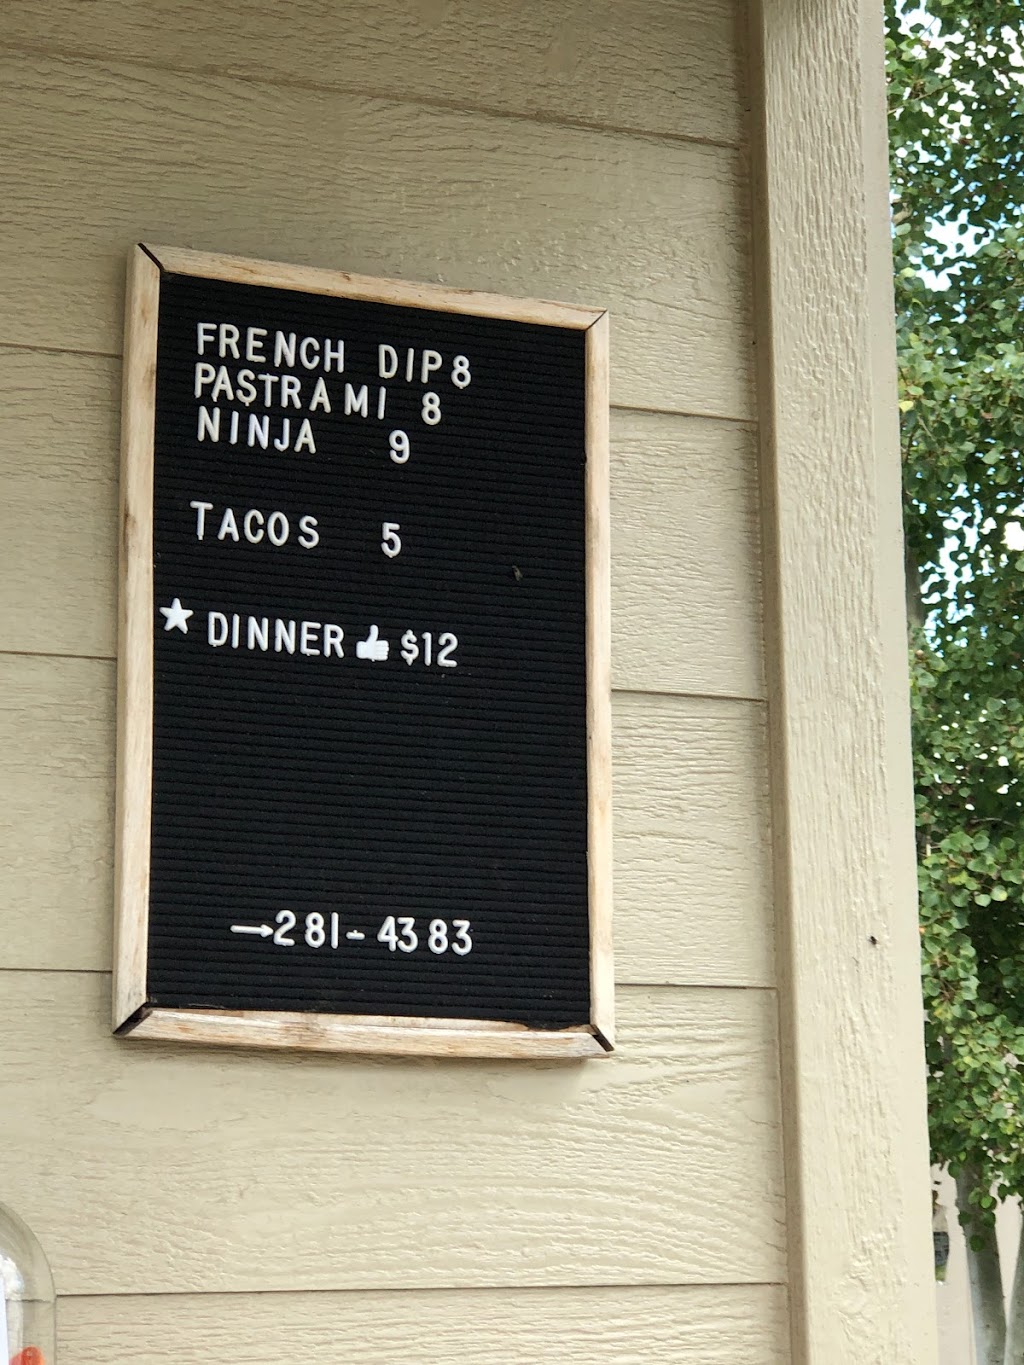 FRENCH DIP 8
PASTRAMI 8
NINJA 9
TACOS 5
★ DINNER 👍 $12
→281-4383